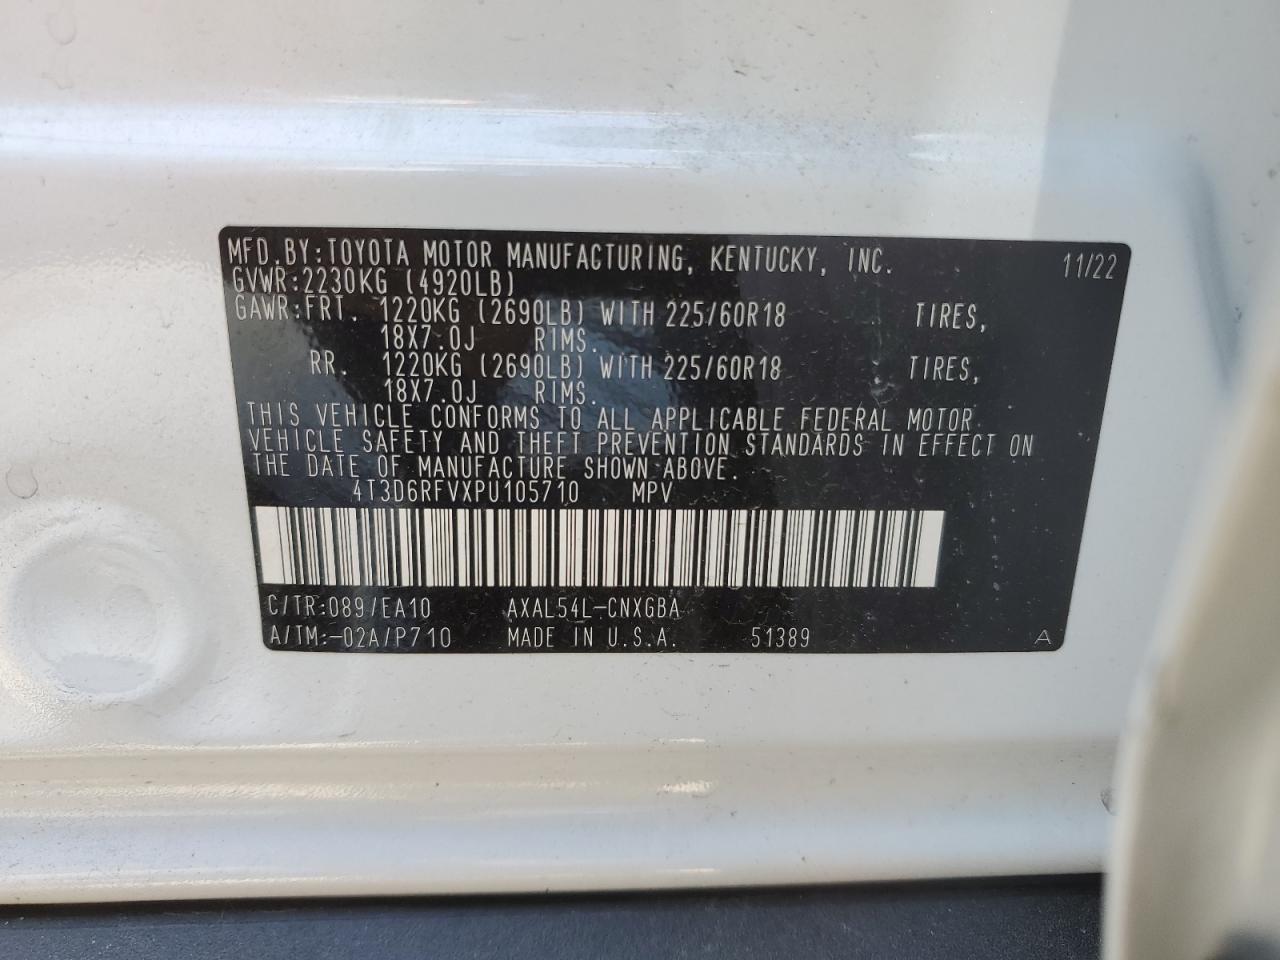 MFD.BY:TOYOTA MOTOR MANUFACTURING, KENTUCKY, INC. 11/22
GVWR:2230KG (4920LB)
GAWR:FRT. 1220KG (2690LB) WITH 225/60R18 TIRES,
18X7.0J RIMS.
RR. 1220KG (2690LB) WITH 225/60R18 TIRES,
18X7.0J RIMS.
THIS VEHICLE CONFORMS TO ALL APPLICABLE FEDERAL MOTOR
VEHICLE SAFETY AND THEFT PREVENTION STANDARDS IN EFFECT ON
THE DATE OF MANUFACTURE SHOWN ABOVE.
4T3D6RFVXPU105710 MPV
C/TR:089/EA10 AXAL54L-CNXGBA
A/TM:-02A/P710 MADE IN U.S.A. 51389 A